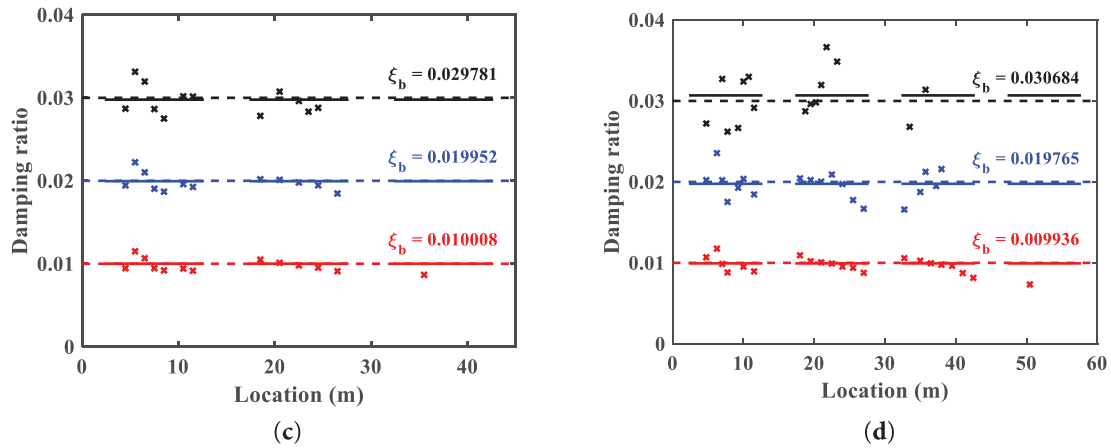 0.04
0.03
0.02
0.01
0
Damping ratio
ξb = 0.029781
ξb = 0.019952
ξb = 0.010008
0 10 20 30 40
Location (m)
(c)
0.04
0.03
0.02
0.01
0
Damping ratio
ξb = 0.030684
ξb = 0.019765
ξb = 0.009936
0 10 20 30 40 50 60
Location (m)
(d)